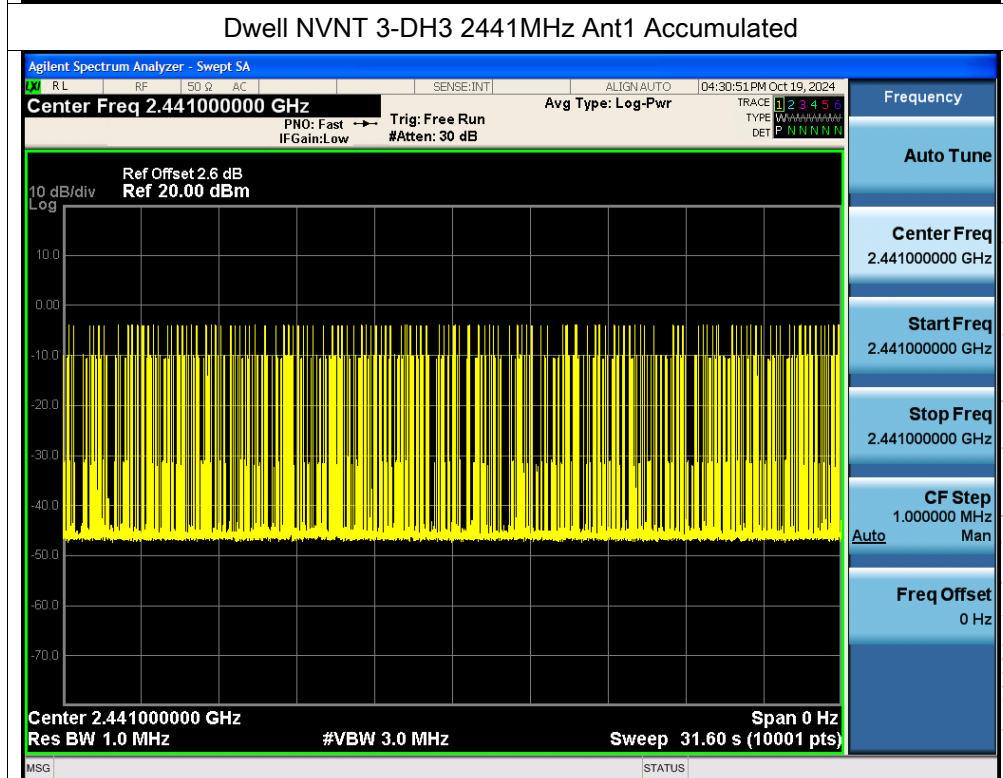 Dwell NVNT 3-DH3 2441MHz Ant1 Accumulated
Agilent Spectrum Analyzer - Swept SA
LXI RL RF 50 Ω AC SENSE:INT ALIGNAUTO 04:30:51PM Oct 19, 2024
Center Freq 2.441000000 GHz
PNO: Fast
IFGain:Low
Trig: Free Run
#Atten: 30 dB
Avg Type: Log-Pwr
TRACE 1 2 3 4 5 6
TYPE WWWWWW
DET P N N N N N
Frequency
Auto Tune
Center Freq
2.441000000 GHz
Start Freq
2.441000000 GHz
Stop Freq
2.441000000 GHz
CF Step
1.000000 MHz
Auto Man
Freq Offset
0 Hz
Ref Offset 2.6 dB
10 dB/div Ref 20.00 dBm
Log
10.0
0.00
-10.0
-20.0
-30.0
-40.0
-50.0
-60.0
-70.0
Center 2.441000000 GHz Span 0 Hz
Res BW 1.0 MHz #VBW 3.0 MHz Sweep 31.60 s (10001 pts)
MSG STATUS